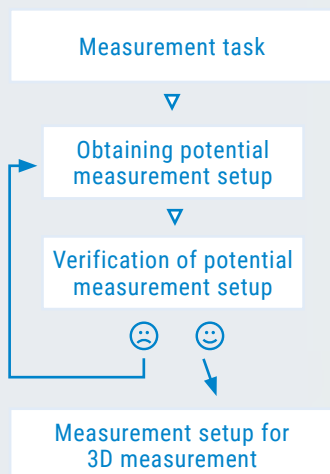 Measurement task
Obtaining potential
measurement setup
Verification of potential
measurement setup
Measurement setup for
3D measurement